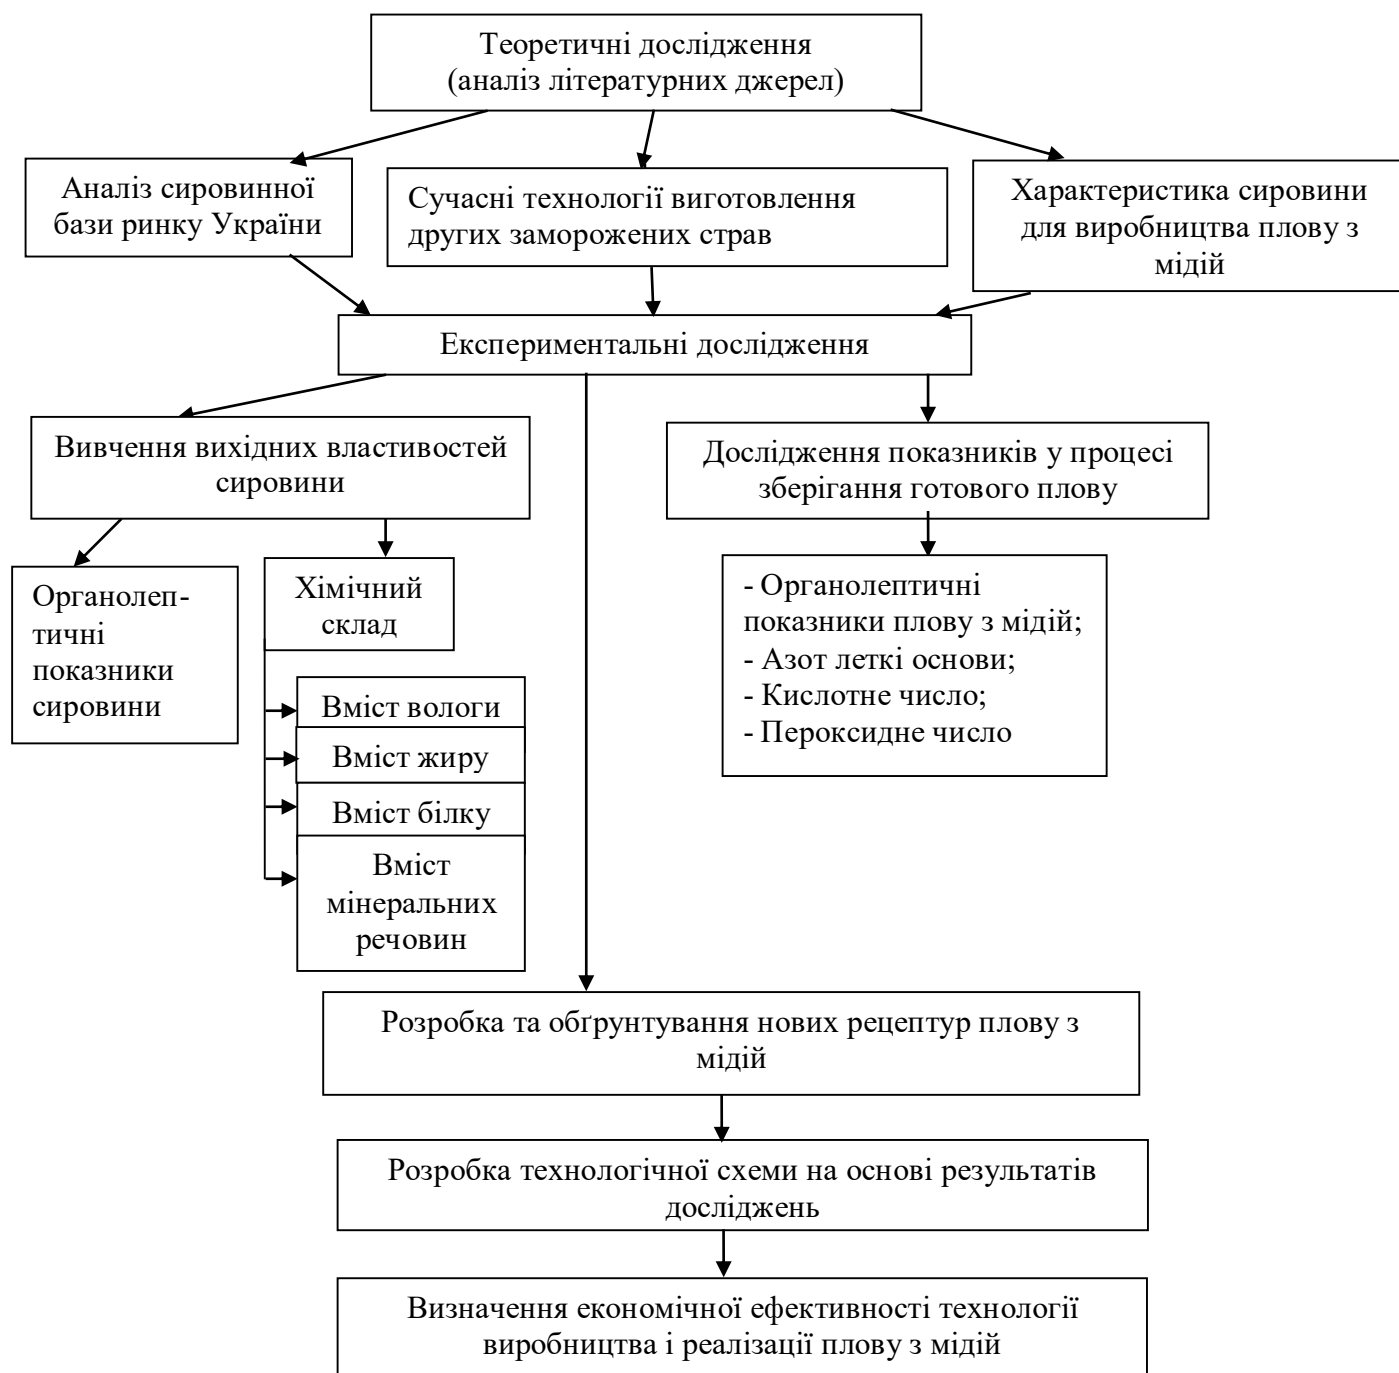 Теоретичні дослідження
(аналіз літературних джерел)
Аналіз сировинної
бази ринку України
Сучасні технології виготовлення
других заморожених страв
Характеристика сировини
для виробництва плову з
мідій
Експериментальні дослідження
Вивчення вихідних властивостей
сировини
Дослідження показників у процесі
зберігання готового плову
Органолеп-
тичні
показники
сировини
Хімічний
склад
Вміст вологи
Вміст жиру
Вміст білку
Вміст
мінеральних
речовин
- Органолептичні
показники плову з мідій;
- Азот леткі основи;
- Кислотне число;
- Пероксидне число
Розробка та обґрунтування нових рецептур плову з
мідій
Розробка технологічної схеми на основі результатів
досліджень
Визначення економічної ефективності технології
виробництва і реалізації плову з мідій